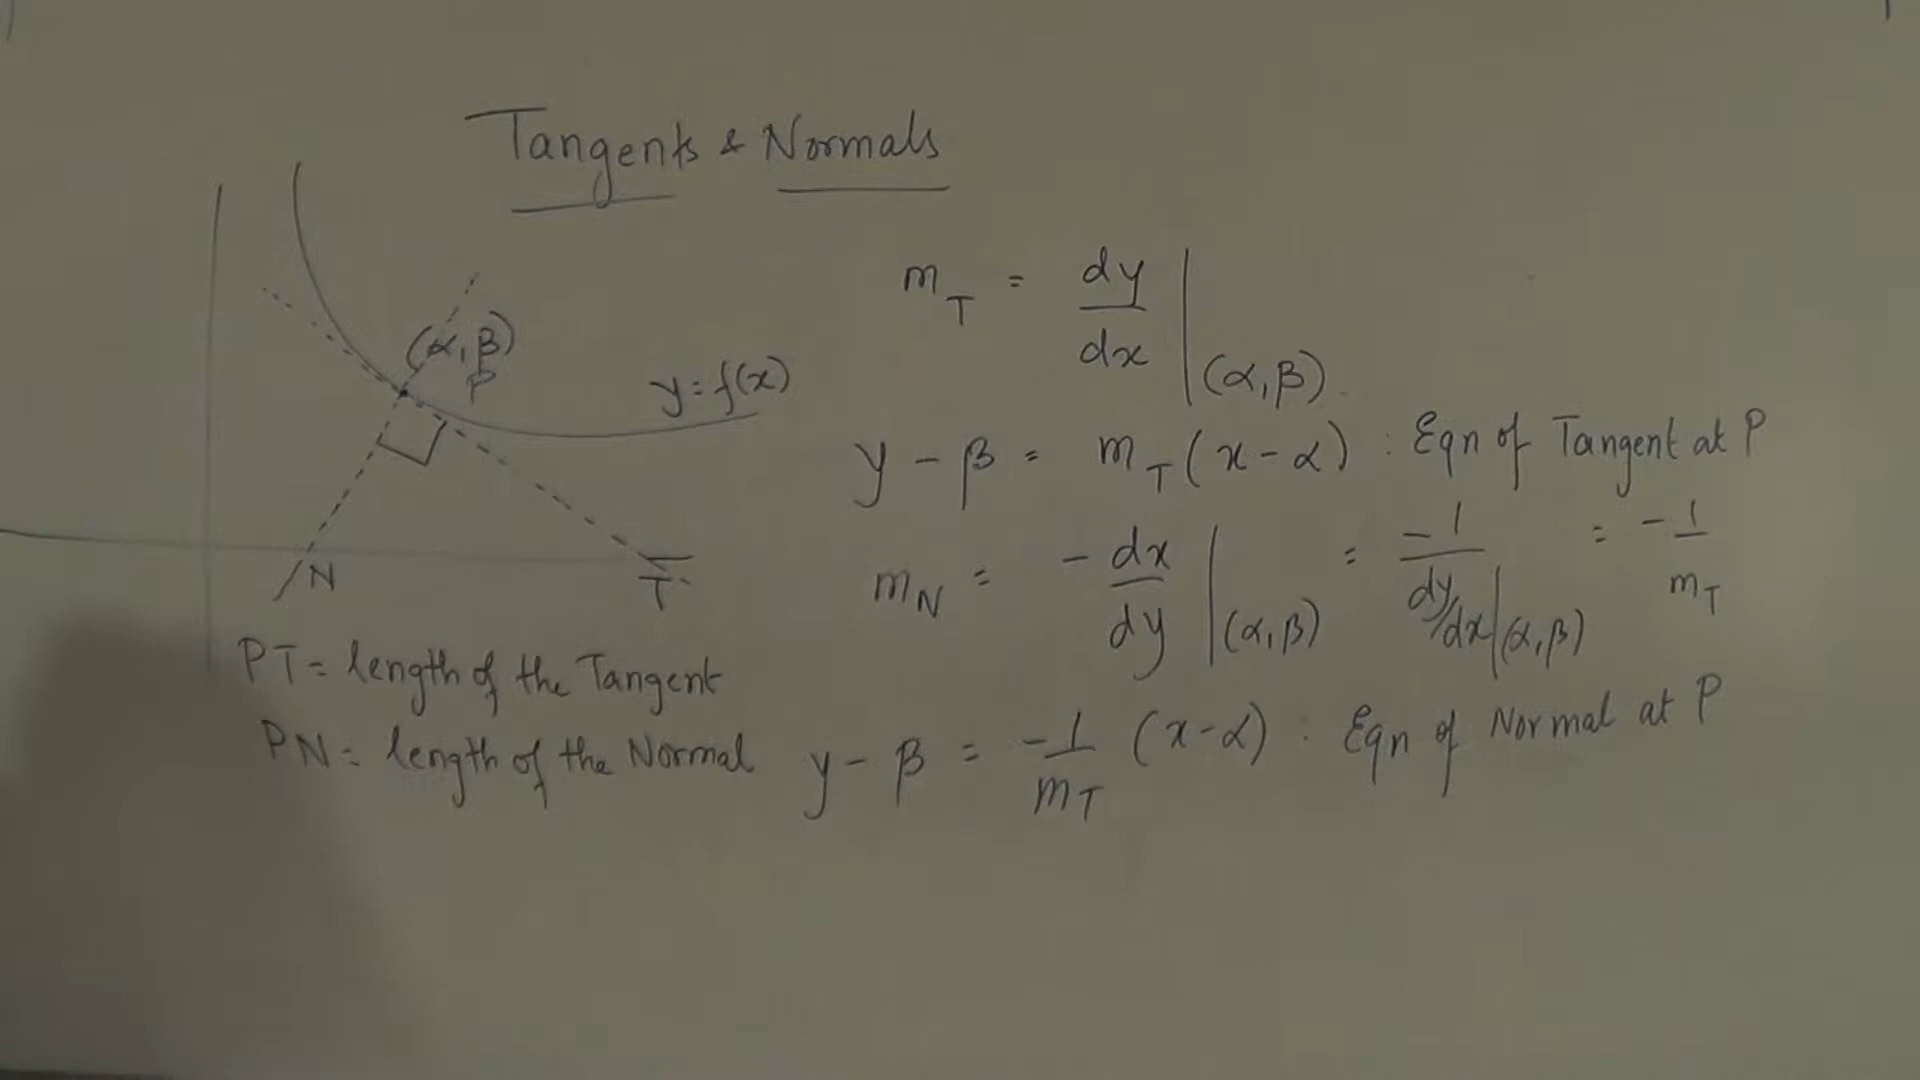 Tangents & Normals
(α, β)
P
y = f(x)
N
T
PT = length of the Tangent
PN = length of the Normal
m_T = dy/dx |(α, β)
y - β = m_T (x - α) : Eqn of Tangent at P
m_N = - dx/dy |(α, β) = -1/(dy/dx |(α, β)) = -1/m_T
y - β = -1/m_T (x - α) : Eqn of Normal at P